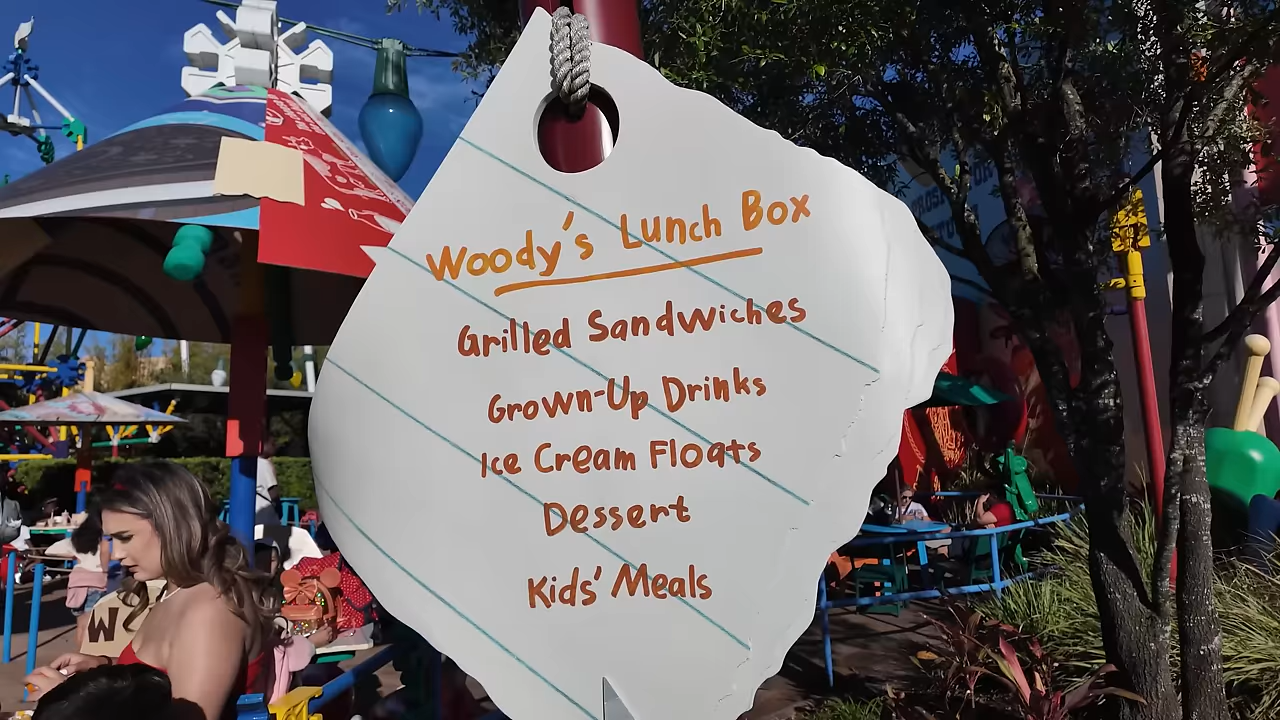 Woody's Lunch Box
Grilled Sandwiches
Grown-Up Drinks
Ice Cream Floats
Dessert
Kids' Meals
W